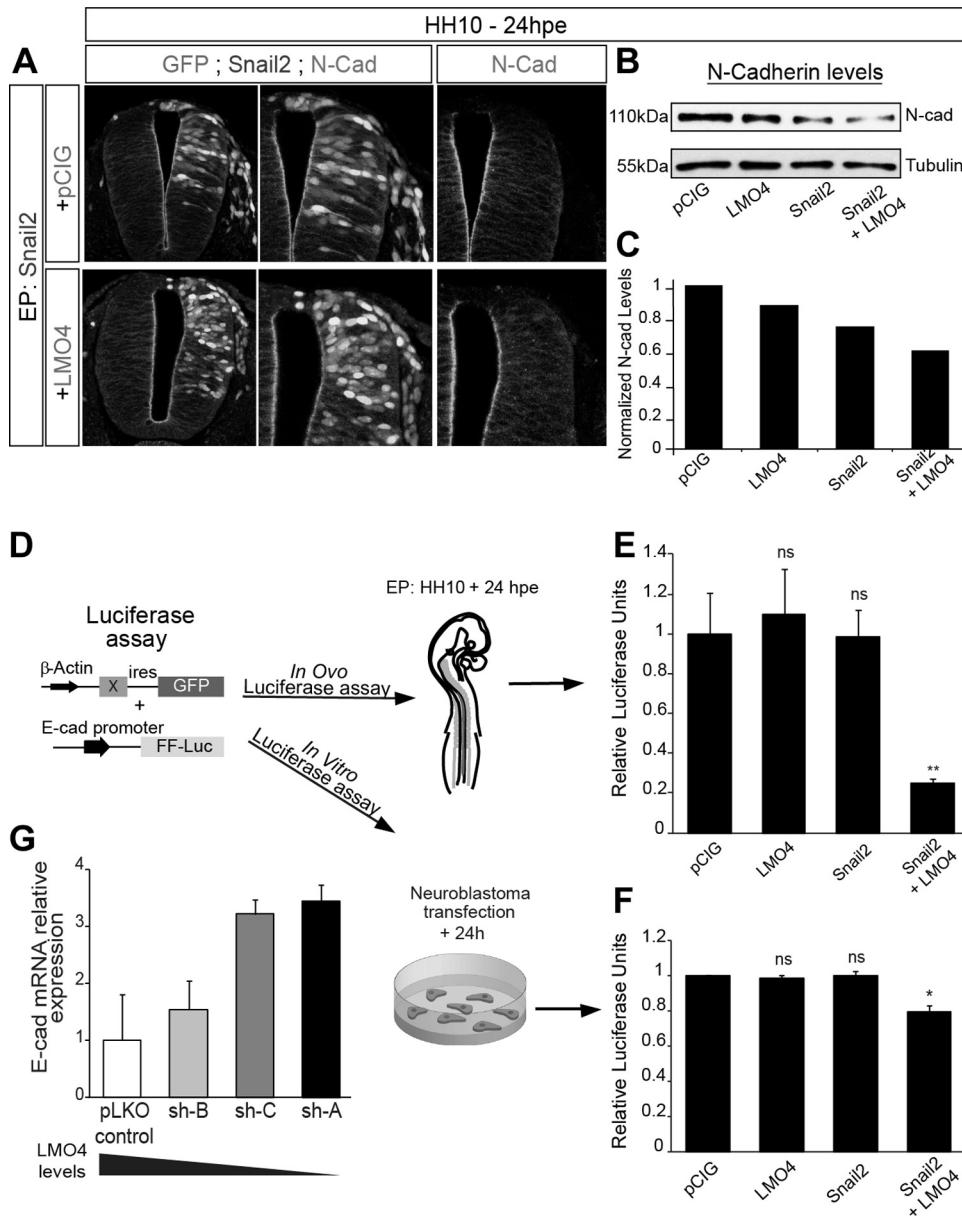 HH10 - 24hpe
A
GFP ; Snail2 ; N-Cad
N-Cad
EP: Snail2
+pCIG
+LMO4
B
N-Cadherin levels
110kDa
N-cad
55kDa
Tubulin
pCIG
LMO4
Snail2
Snail2
+ LMO4
C
Normalized N-cad Levels
1
0.8
0.6
0.4
0.2
0
pCIG
LMO4
Snail2
Snail2
+ LMO4
D
Luciferase
assay
β-Actin
ires
X
GFP
+
E-cad promoter
FF-Luc
In Ovo
Luciferase assay
In Vitro
Luciferase assay
EP: HH10 + 24 hpe
E
Relative Luciferase Units
1.4
1.2
1
0.8
0.6
0.4
0.2
0
ns
ns
**
pCIG
LMO4
Snail2
Snail2
+ LMO4
G
E-cad mRNA relative
expression
4
3
2
1
0
pLKO
control
sh-B
sh-C
sh-A
LMO4
levels
Neuroblastoma
transfection
+ 24h
F
Relative Luciferase Units
1.2
1
0.8
0.6
0.4
0.2
0
ns
ns
*
pCIG
LMO4
Snail2
Snail2
+ LMO4